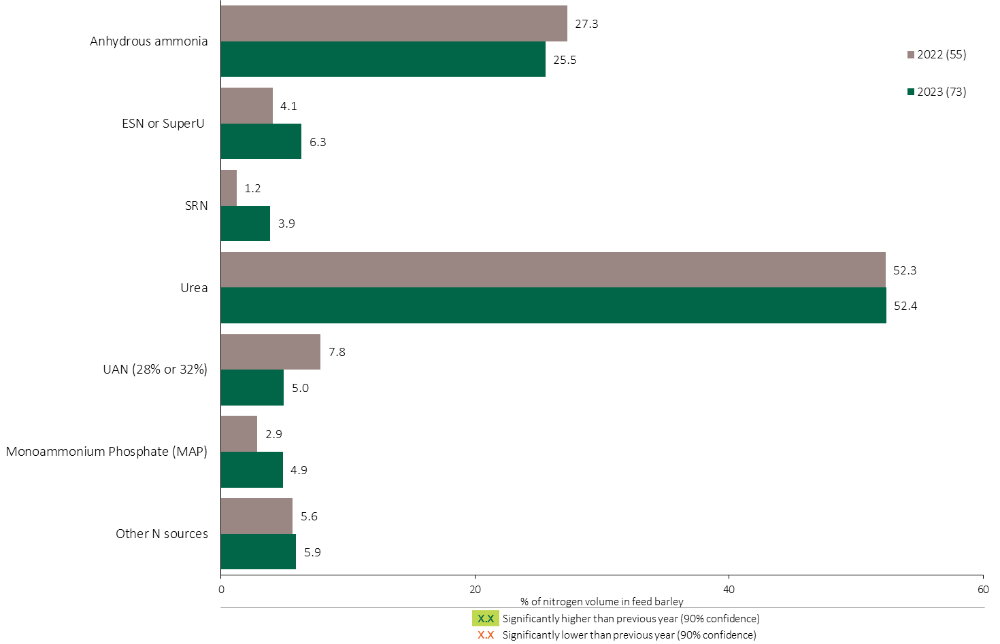 Anhydrous ammonia
27.3
25.5
2022 (55)
2023 (73)
ESN or SuperU
4.1
6.3
SRN
1.2
3.9
Urea
52.3
52.4
UAN (28% or 32%)
7.8
5.0
Monoammonium Phosphate (MAP)
2.9
4.9
Other N sources
5.6
5.9
0 20 40 60
% of nitrogen volume in feed barley
X.X Significantly higher than previous year (90% confidence)
X.X Significantly lower than previous year (90% confidence)